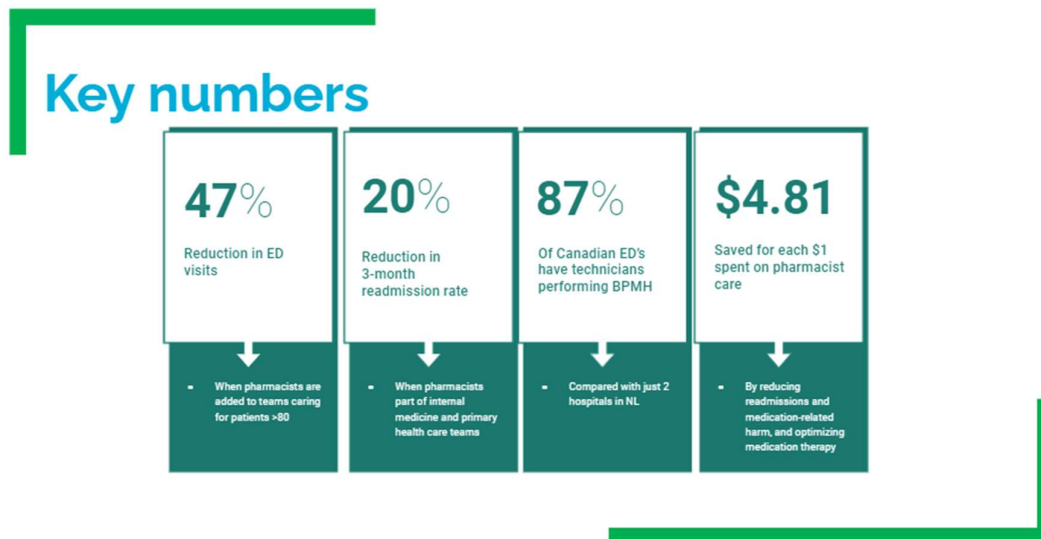 Key numbers
47%
Reduction in ED
visits
- When pharmacists are
added to teams caring
for patients >80
20%
Reduction in
3-month
readmission rate
- When pharmacists
part of internal
medicine and primary
health care teams
87%
Of Canadian ED's
have technicians
performing BPMH
- Compared with just 2
hospitals in NL
$4.81
Saved for each $1
spent on pharmacist
care
- By reducing
readmissions and
medication-related
harm, and optimizing
medication therapy